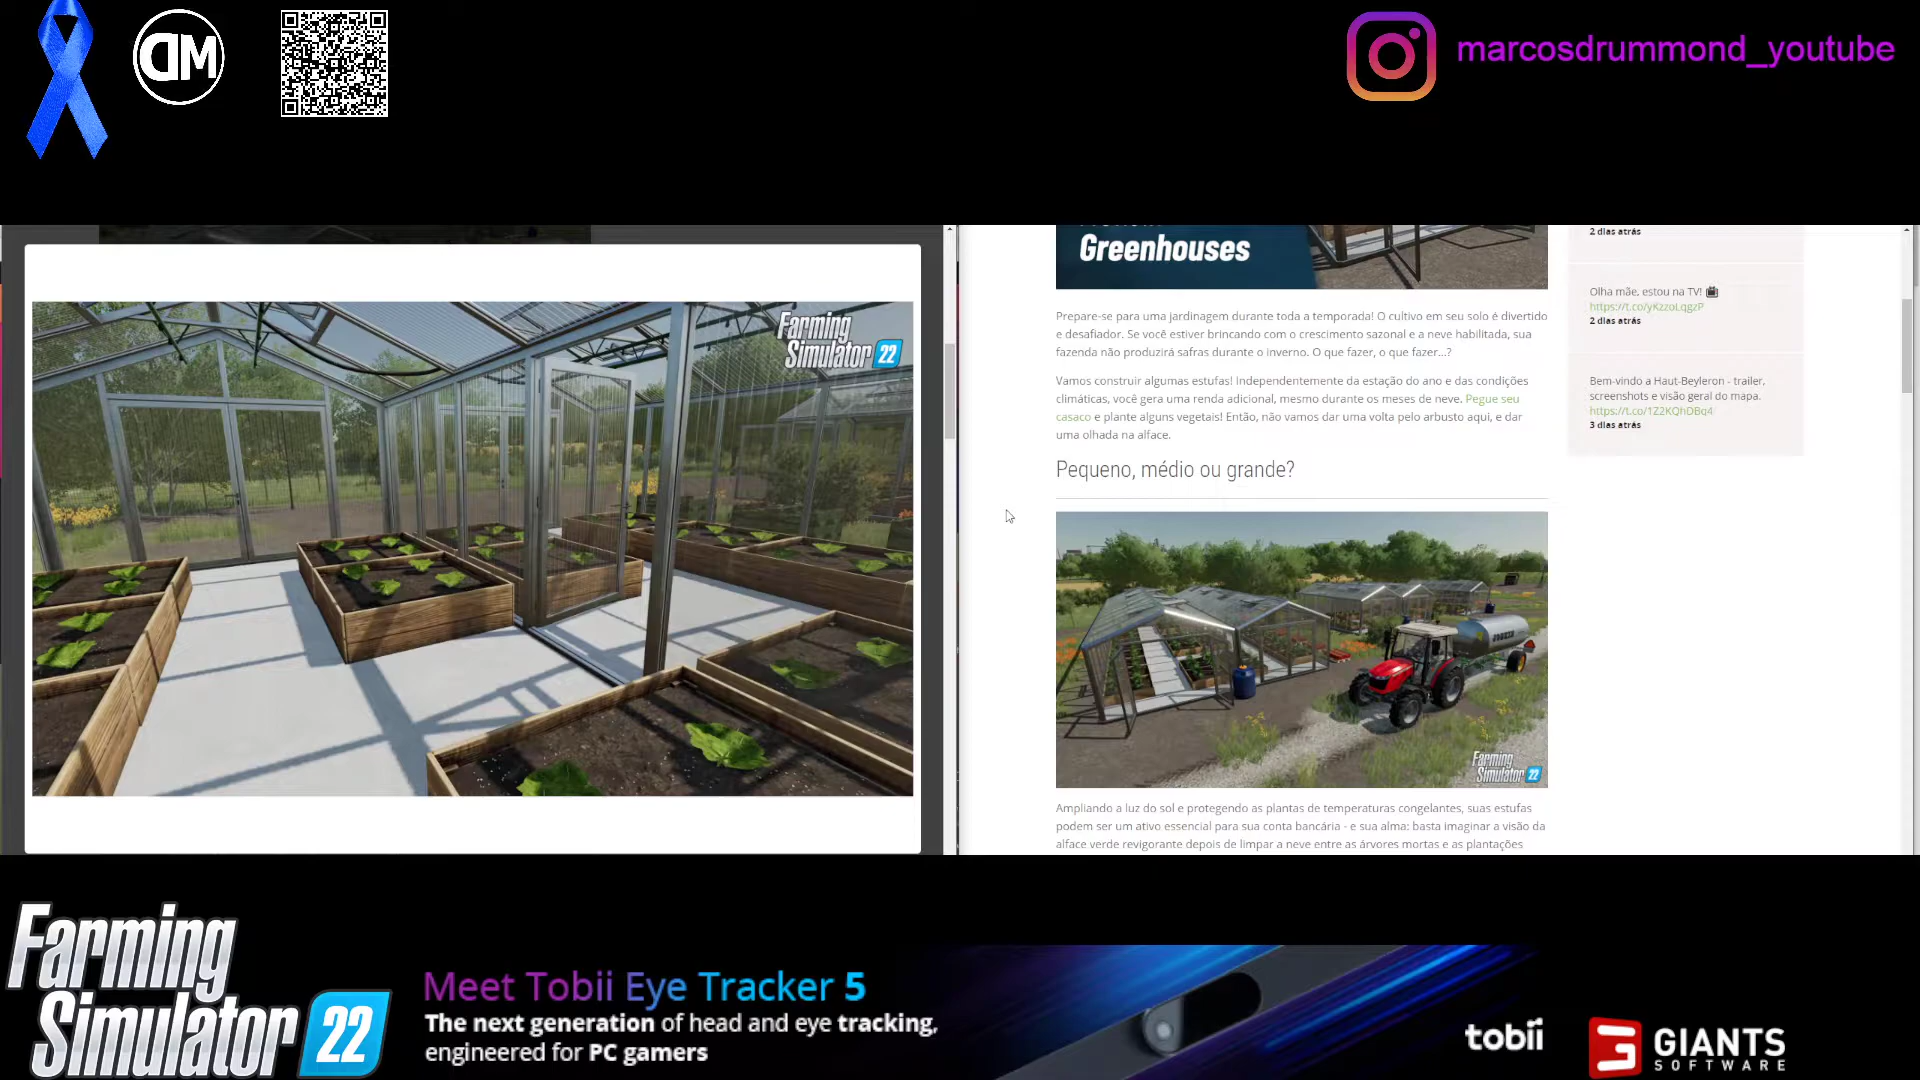 DM
marcosdrummond_youtube
Farming
Simulator 22
Greenhouses
Prepare-se para uma jardinagem durante toda a temporada! O cultivo em seu solo é divertido
e desafiador. Se você estiver brincando com o crescimento sazonal e a neve habilitada, sua
fazenda não produzirá safras durante o inverno. O que fazer, o que fazer...?
Vamos construir algumas estufas! Independentemente da estação do ano e das condições
climáticas, você gera uma renda adicional, mesmo durante os meses de neve. Pegue seu
casaco e plante alguns vegetais! Então, não vamos dar uma volta pelo arbusto aqui, e dar
uma olhada na alface.
Pequeno, médio ou grande?
Farming
Simulator 22
Ampliando a luz do sol e protegendo as plantas de temperaturas congelantes, suas estufas
podem ser um ativo essencial para sua conta bancária - e sua alma: basta imaginar a visão da
alface verde revigorante depois de limpar a neve entre as árvores mortas e as plantações
2 dias atrás
Olha mãe, estou na TV!
https://t.co/yKzzoLqgzP
2 dias atrás
Bem-vindo a Haut-Beyleron - trailer,
screenshots e visão geral do mapa.
https://t.co/1Z2KQhDBq4
3 dias atrás
Farming
Simulator 22
Meet Tobii Eye Tracker 5
The next generation of head and eye tracking,
engineered for PC gamers
tobii
GIANTS
SOFTWARE